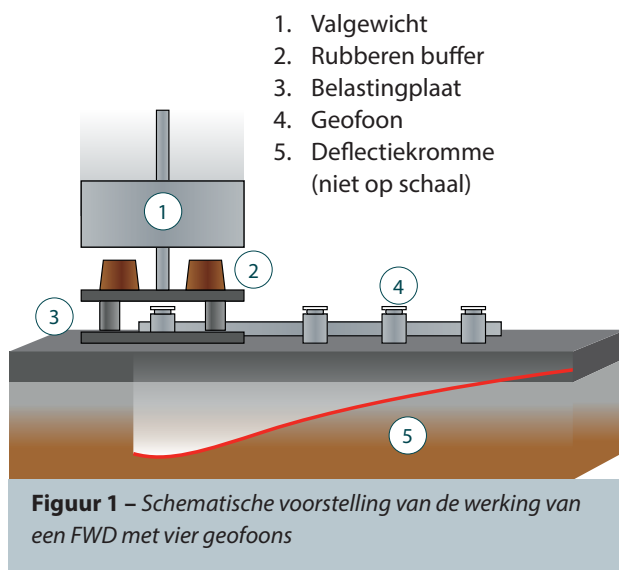 1. Valgewicht
2. Rubberen buffer
3. Belastingplaat
4. Geofoon
5. Deflectiekromme
(niet op schaal)
1
2
3
4
5
Figuur 1 – Schematische voorstelling van de werking van
een FWD met vier geofoons